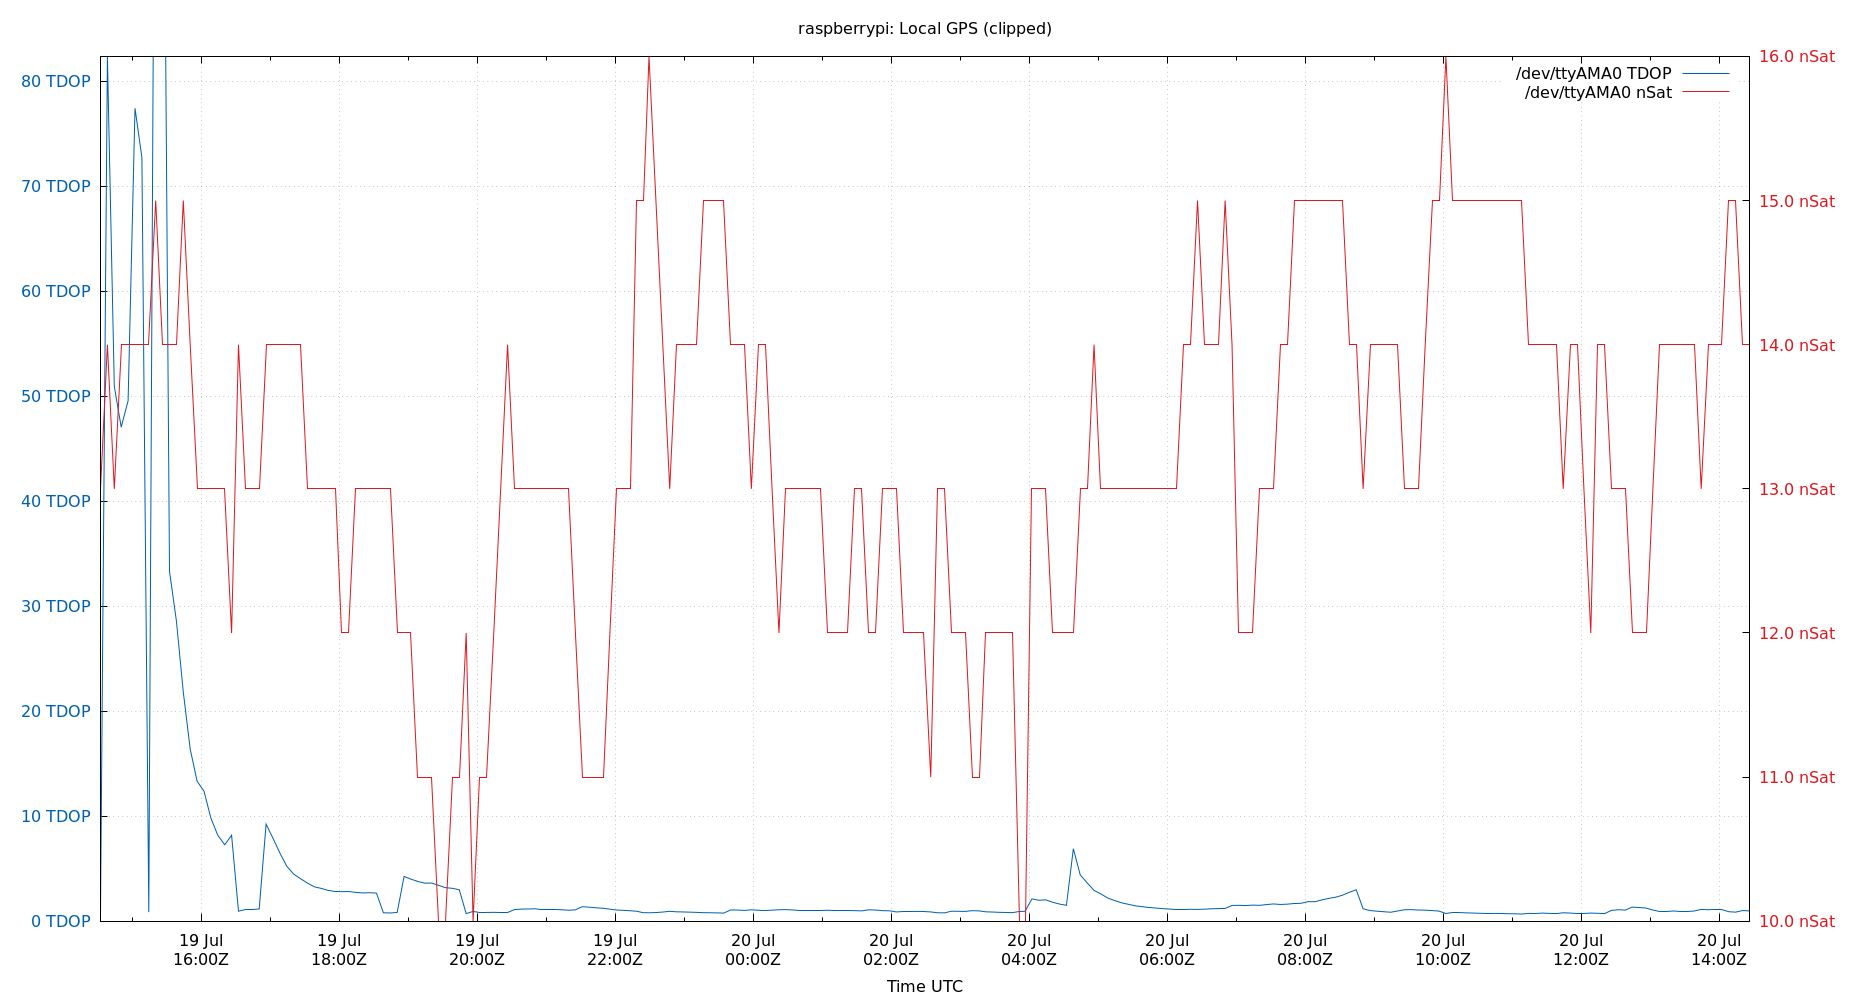 raspberrypi: Local GPS (clipped)
/dev/ttyAMA0 TDOP
/dev/ttyAMA0 nSat
80 TDOP
70 TDOP
60 TDOP
50 TDOP
40 TDOP
30 TDOP
20 TDOP
10 TDOP
0 TDOP
16.0 nSat
15.0 nSat
14.0 nSat
13.0 nSat
12.0 nSat
11.0 nSat
10.0 nSat
19 Jul
16:00Z
19 Jul
18:00Z
19 Jul
20:00Z
19 Jul
22:00Z
20 Jul
00:00Z
20 Jul
02:00Z
20 Jul
04:00Z
20 Jul
06:00Z
20 Jul
08:00Z
20 Jul
10:00Z
20 Jul
12:00Z
20 Jul
14:00Z
Time UTC